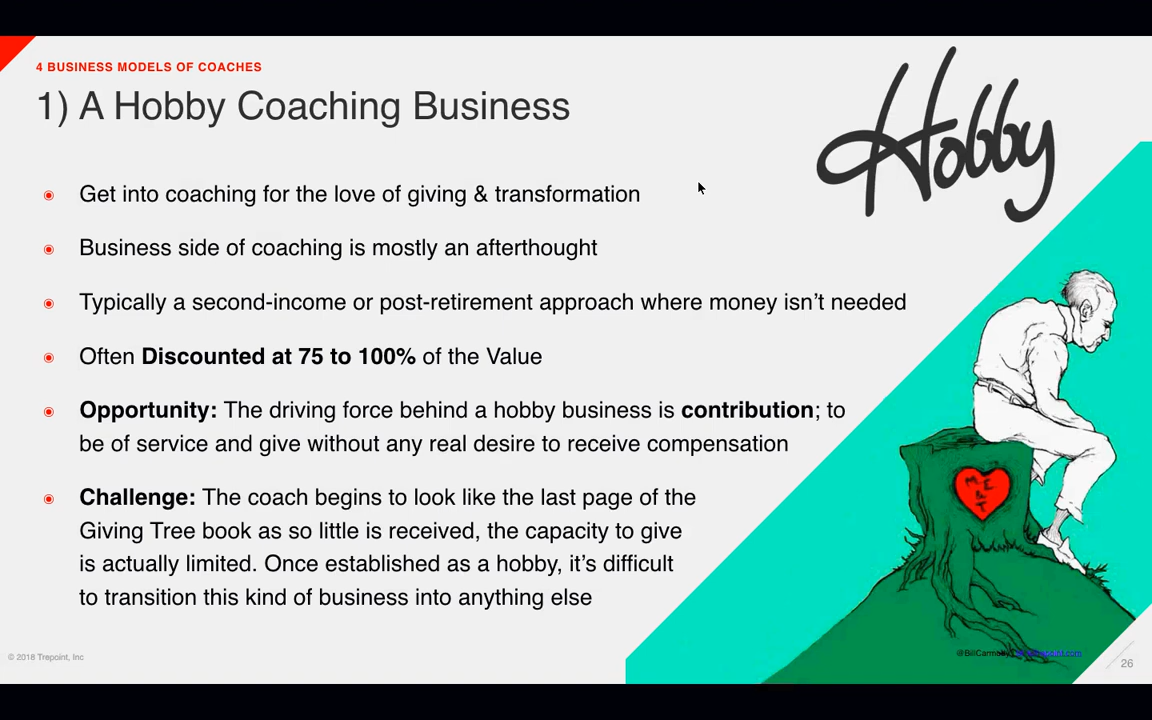 4 BUSINESS MODELS OF COACHES
1) A Hobby Coaching Business
Hobby
Get into coaching for the love of giving & transformation
Business side of coaching is mostly an afterthought
Typically a second-income or post-retirement approach where money isn’t needed
Often Discounted at 75 to 100% of the Value
Opportunity: The driving force behind a hobby business is contribution; to
be of service and give without any real desire to receive compensation
Challenge: The coach begins to look like the last page of the
Giving Tree book as so little is received, the capacity to give
is actually limited. Once established as a hobby, it’s difficult
to transition this kind of business into anything else
M.E.
&
T
© 2018 Trepoint, Inc
26